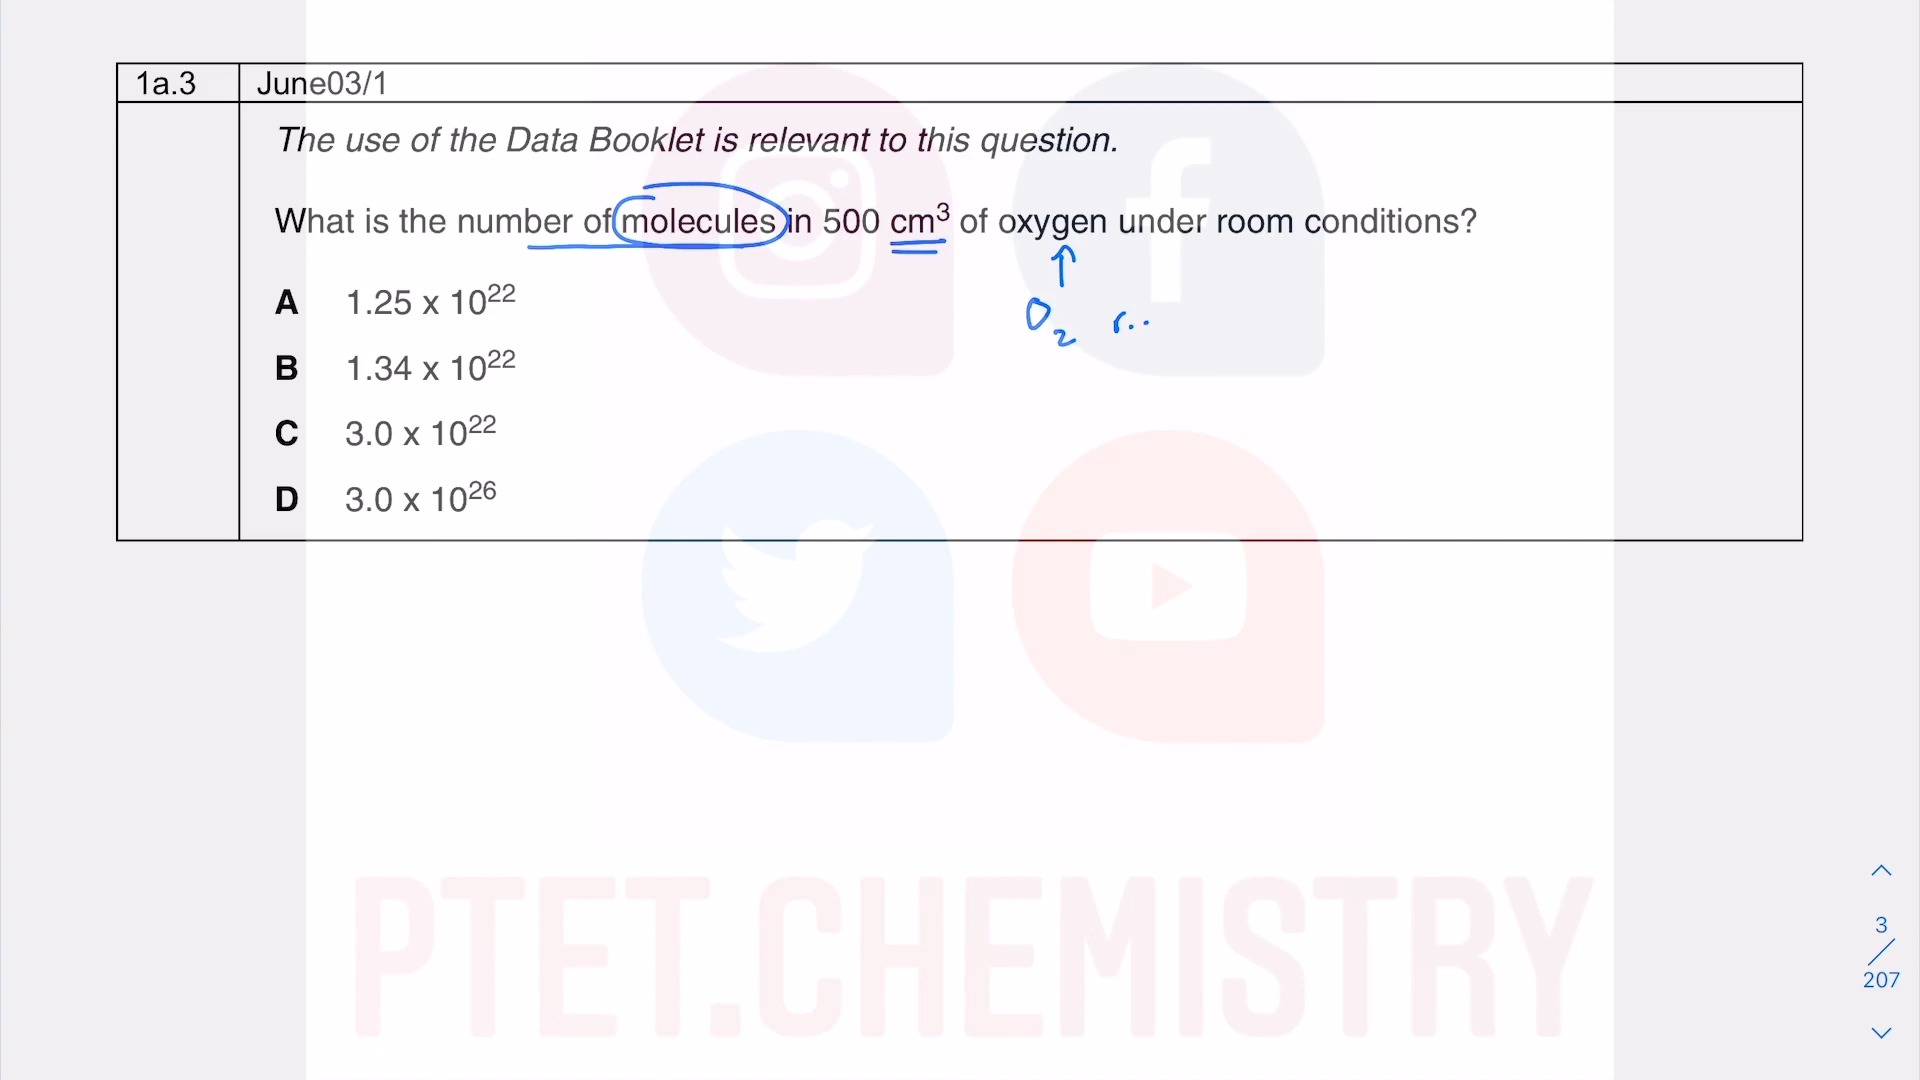 1a.3 June03/1
The use of the Data Booklet is relevant to this question.
What is the number of molecules in 500 cm³ of oxygen under room conditions?
O₂ r..
A 1.25 x 10²²
B 1.34 x 10²²
C 3.0 x 10²²
D 3.0 x 10²⁶
PTET.CHEMISTRY
3
/
207